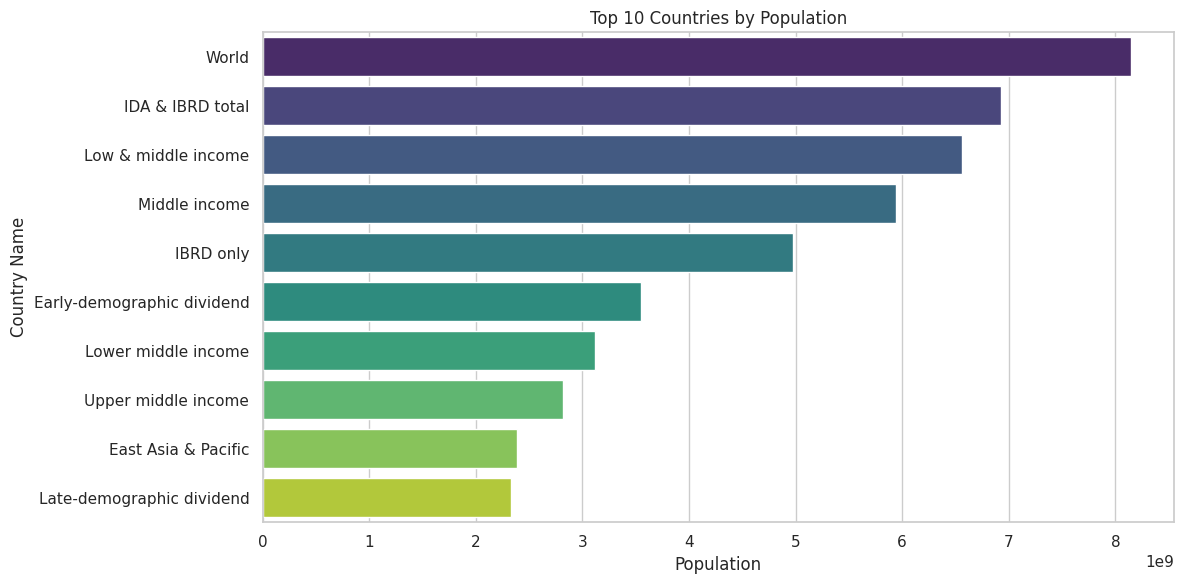 Top 10 Countries by Population
Country Name
World
IDA & IBRD total
Low & middle income
Middle income
IBRD only
Early-demographic dividend
Lower middle income
Upper middle income
East Asia & Pacific
Late-demographic dividend
0 1 2 3 4 5 6 7 8
1e9
Population